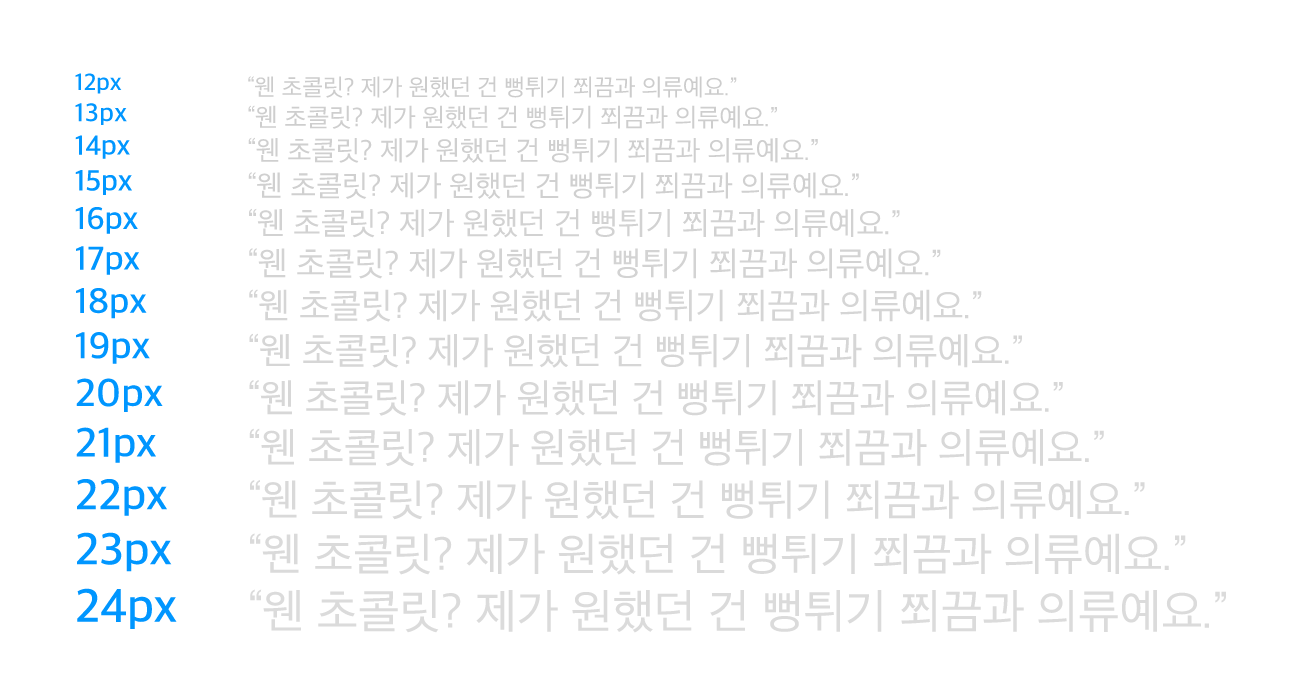 12px “웬 초콜릿? 제가 원했던 건 뻥튀기 쬐끔과 의류예요.”
13px “웬 초콜릿? 제가 원했던 건 뻥튀기 쬐끔과 의류예요.”
14px “웬 초콜릿? 제가 원했던 건 뻥튀기 쬐끔과 의류예요.”
15px “웬 초콜릿? 제가 원했던 건 뻥튀기 쬐끔과 의류예요.”
16px “웬 초콜릿? 제가 원했던 건 뻥튀기 쬐끔과 의류예요.”
17px “웬 초콜릿? 제가 원했던 건 뻥튀기 쬐끔과 의류예요.”
18px “웬 초콜릿? 제가 원했던 건 뻥튀기 쬐끔과 의류예요.”
19px “웬 초콜릿? 제가 원했던 건 뻥튀기 쬐끔과 의류예요.”
20px “웬 초콜릿? 제가 원했던 건 뻥튀기 쬐끔과 의류예요.”
21px “웬 초콜릿? 제가 원했던 건 뻥튀기 쬐끔과 의류예요.”
22px “웬 초콜릿? 제가 원했던 건 뻥튀기 쬐끔과 의류예요.”
23px “웬 초콜릿? 제가 원했던 건 뻥튀기 쬐끔과 의류예요.”
24px “웬 초콜릿? 제가 원했던 건 뻥튀기 쬐끔과 의류예요.”